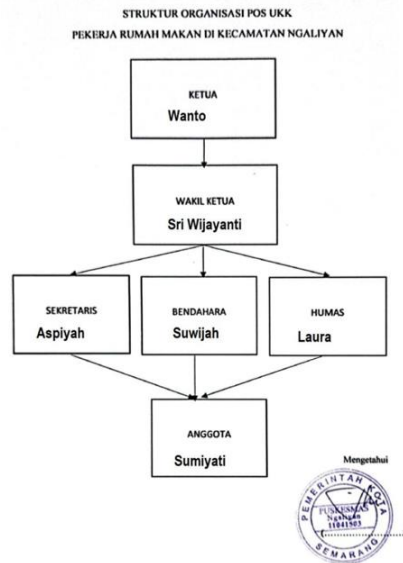 STRUKTUR ORGANISASI POS UKK
PEKERJA RUMAH MAKAN DI KECAMATAN NGALIYAN
KETUA
Wanto
WAKIL KETUA
Sri Wijayanti
SEKRETARIS
Aspiyah
BENDAHARA
Suwijah
HUMAS
Laura
ANGGOTA
Sumiyati
Mengetahui
PEMERINTAH KOTA
PUSKESMAS
Ngaliyan
11041503
SEMARANG